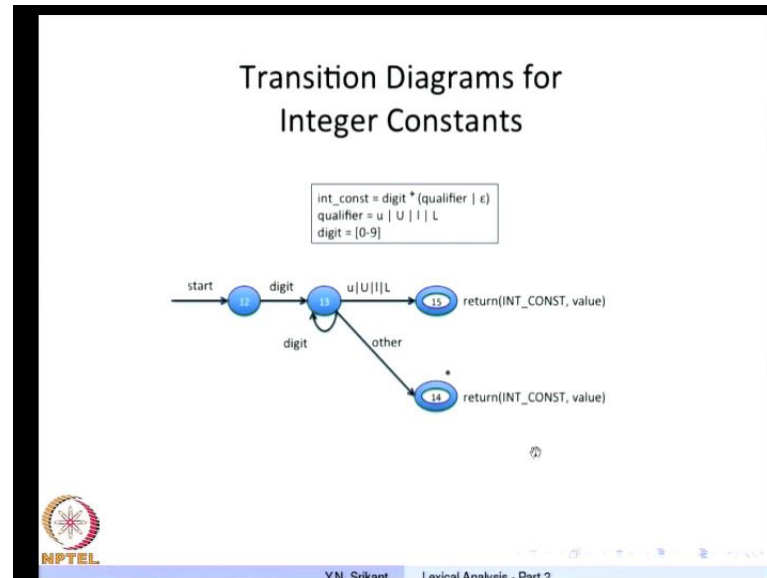 Transition Diagrams for
Integer Constants
int_const = digit + (qualifier | ε)
qualifier = u | U | l | L
digit = [0-9]
start
digit
u|U|l|L
12
13
15
return(INT_CONST, value)
digit
other
*
14
return(INT_CONST, value)
NPTEL
Y.N. Srikant
Lexical Analysis - Part 2